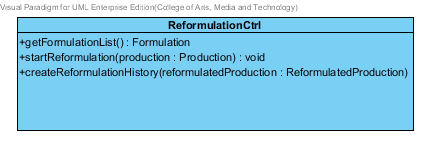 Visual Paradigm for UML Enterprise Edition(College of Arts, Media and Technology)
ReformulationCtrl
+getFormulationList() : Formulation
+startReformulation(production : Production) : void
+createReformulationHistory(reformulatedProduction : ReformulatedProduction)